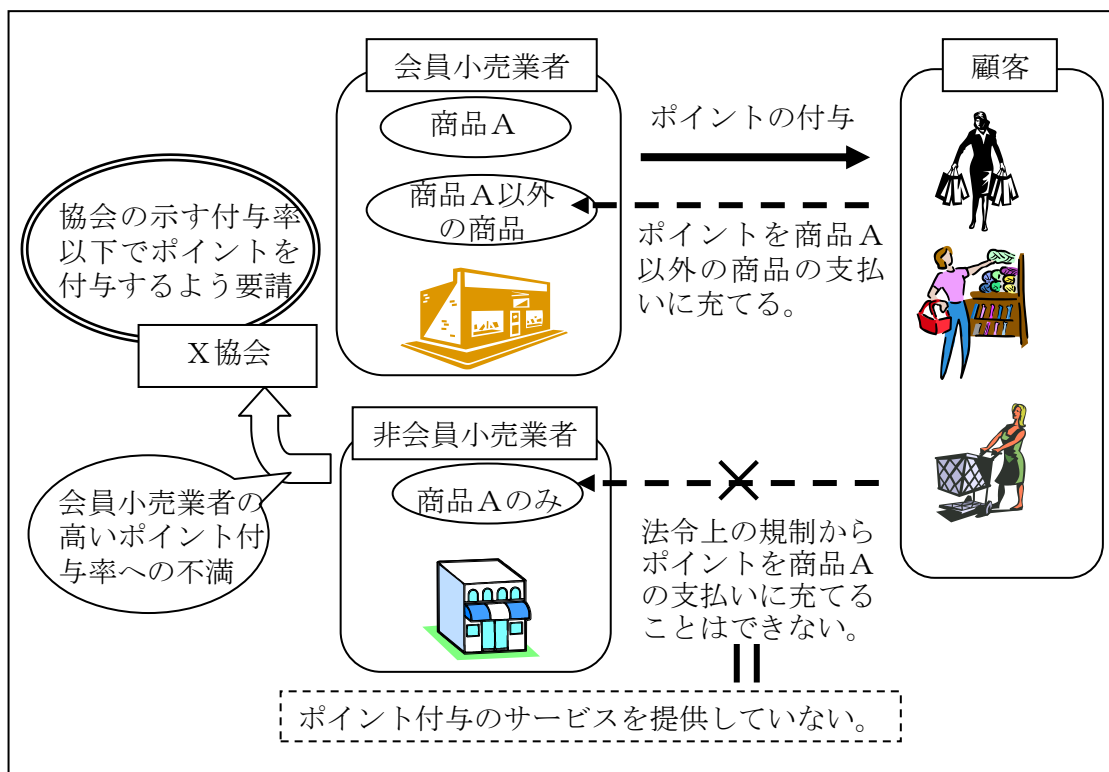 会員小売業者
商品A
商品A以外
の商品
協会の示す付与率
以下でポイントを
付与するよう要請
X協会
ポイントの付与
ポイントを商品A
以外の商品の支払
いに充てる。
顧客
非会員小売業者
商品Aのみ
会員小売業者の
高いポイント付
与率への不満
法令上の規制から
ポイントを商品A
の支払いに充てる
ことはできない。
ポイント付与のサービスを提供していない。